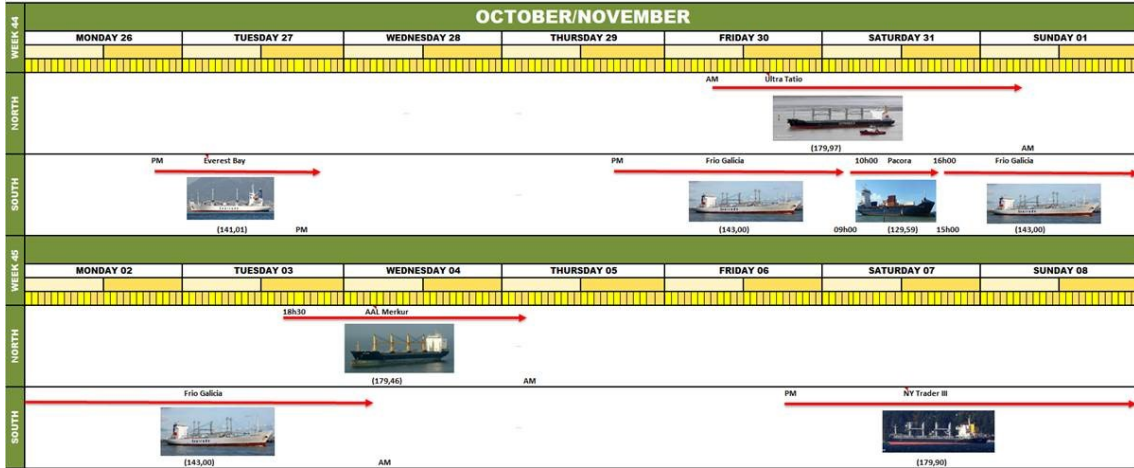 WEEK 44
OCTOBER/NOVEMBER
MONDAY 26 TUESDAY 27 WEDNESDAY 28 THURSDAY 29 FRIDAY 30 SATURDAY 31 SUNDAY 01
NORTH
AM Ultra Tatio
(179,97) AM
SOUTH
PM Everest Bay PM Frio Galicia 10h00 Pacora 16h00 Frio Galicia
(141,01) PM (143,00) 09h00 (129,59) 15h00 (143,00)
WEEK 45
MONDAY 02 TUESDAY 03 WEDNESDAY 04 THURSDAY 05 FRIDAY 06 SATURDAY 07 SUNDAY 08
NORTH
18h30 AAL Merkur
(179,46) AM
SOUTH
Frio Galicia PM NY Trader III
(143,00) AM (179,90)